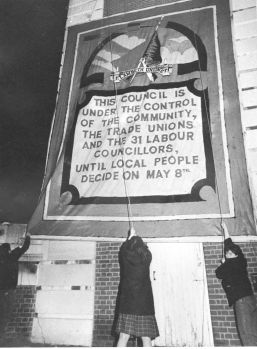 THIS COUNCIL IS
UNDER THE CONTROL
OF THE COMMUNITY,
THE TRADE UNIONS
AND THE 31 LABOUR
COUNCILLORS,
UNTIL LOCAL PEOPLE
DECIDE ON MAY 8TH